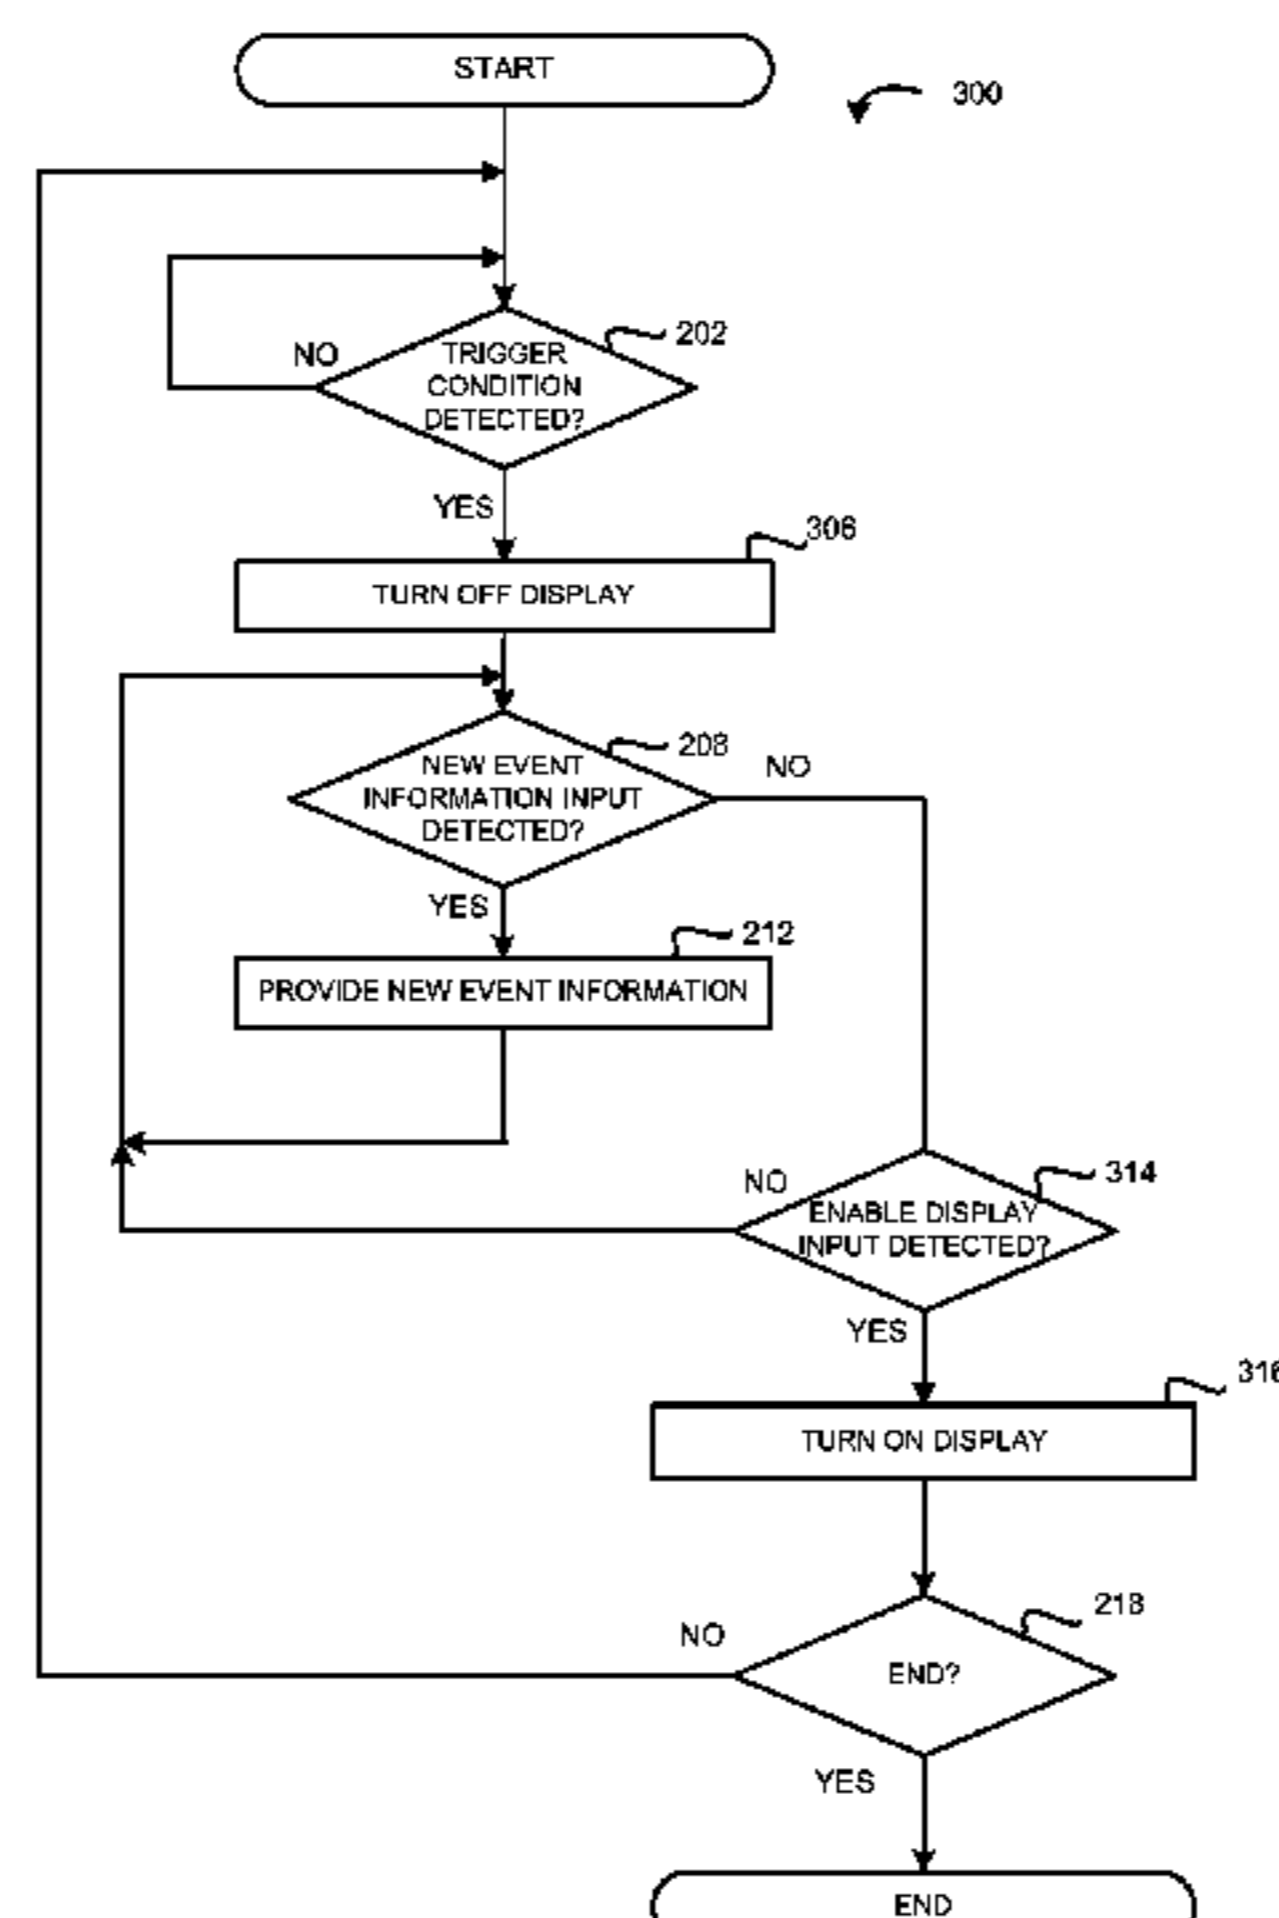 START
300
202
NO
TRIGGER
CONDITION
DETECTED?
YES
306
TURN OFF DISPLAY
208
NEW EVENT
INFORMATION INPUT
DETECTED?
NO
YES
212
PROVIDE NEW EVENT INFORMATION
314
NO
ENABLE DISPLAY
INPUT DETECTED?
YES
316
TURN ON DISPLAY
218
NO
END?
YES
END